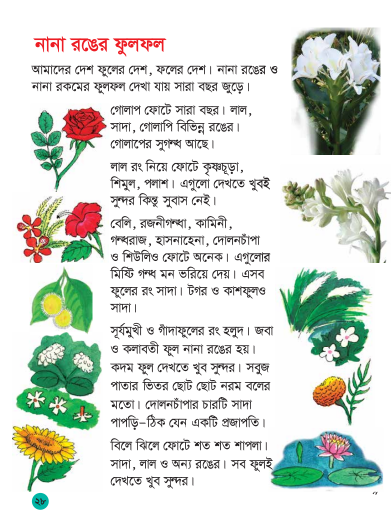 নানা রঙের ফুলফল
আমাদের দেশ ফুলের দেশ, ফলের দেশ। নানা রঙের ও
নানা রকমের ফুলফল দেখা যায় সারা বছর জুড়ে।
গোলাপ ফোটে সারা বছর। লাল,
সাদা, গোলাপি বিভিন্ন রঙের।
গোলাপের সুগন্ধ আছে।
লাল রং নিয়ে ফোটে কৃষ্ণচূড়া,
শিমুল, পলাশ। এগুলো দেখতে খুবই
সুন্দর কিন্তু সুবাস নেই।
বেলি, রজনীগন্ধা, কামিনী,
গন্ধরাজ, হাসনাহেনা, দোলনচাঁপা
ও শিউলিও ফোটে অনেক। এগুলোর
মিষ্টি গন্ধ মন ভরিয়ে দেয়। এসব
ফুলের রং সাদা। টগর ও কাশফুলও
সাদা।
সূর্যমুখী ও গাঁদাফুলের রং হলুদ। জবা
ও কলাবতী ফুল নানা রঙের হয়।
কদম ফুল দেখতে খুব সুন্দর। সবুজ
পাতার ভিতর ছোট ছোট নরম বলের
মতো। দোলনচাঁপার চারটি সাদা
পাপড়ি-ঠিক যেন একটি প্রজাপতি।
বিলে ঝিলে ফোটে শত শত শাপলা।
সাদা, লাল ও অন্য রঙের। সব ফুলই
দেখতে খুব সুন্দর।
২৮